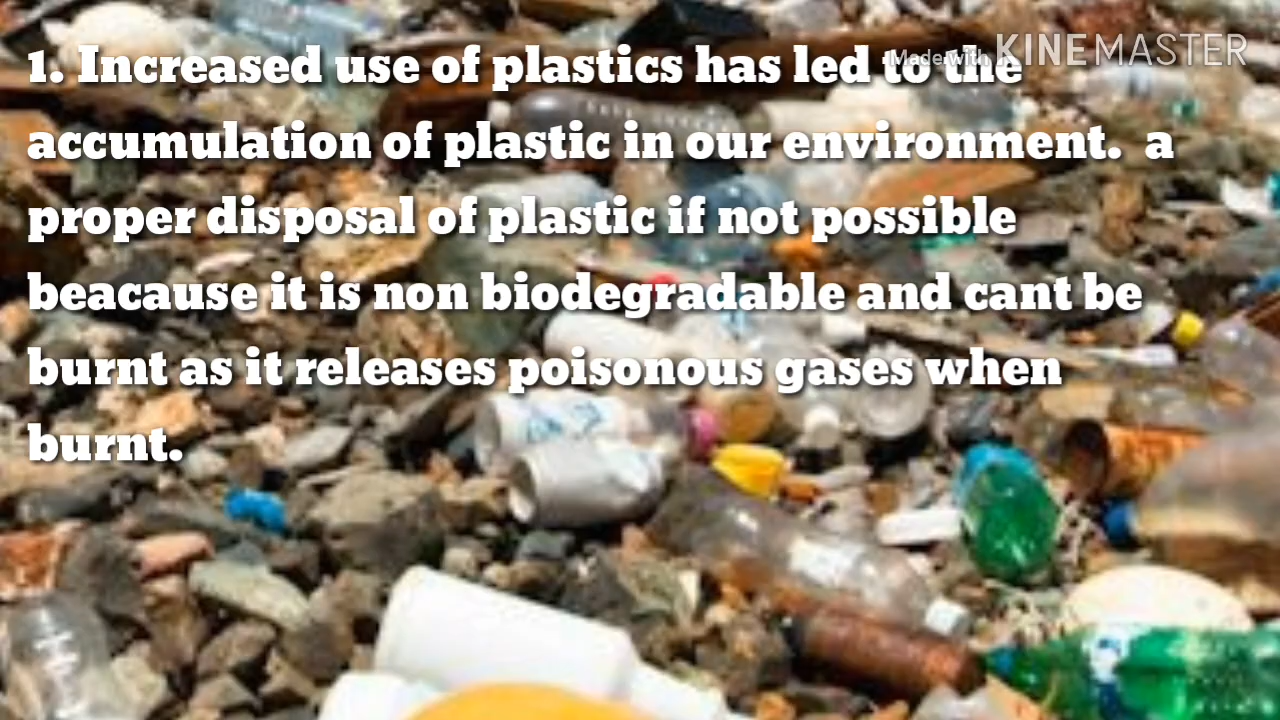 1. Increased use of plastics has led to the
Made with KINEMASTER
accumulation of plastic in our environment.  a
proper disposal of plastic if not possible
beacause it is non biodegradable and cant be
burnt as it releases poisonous gases when
burnt.